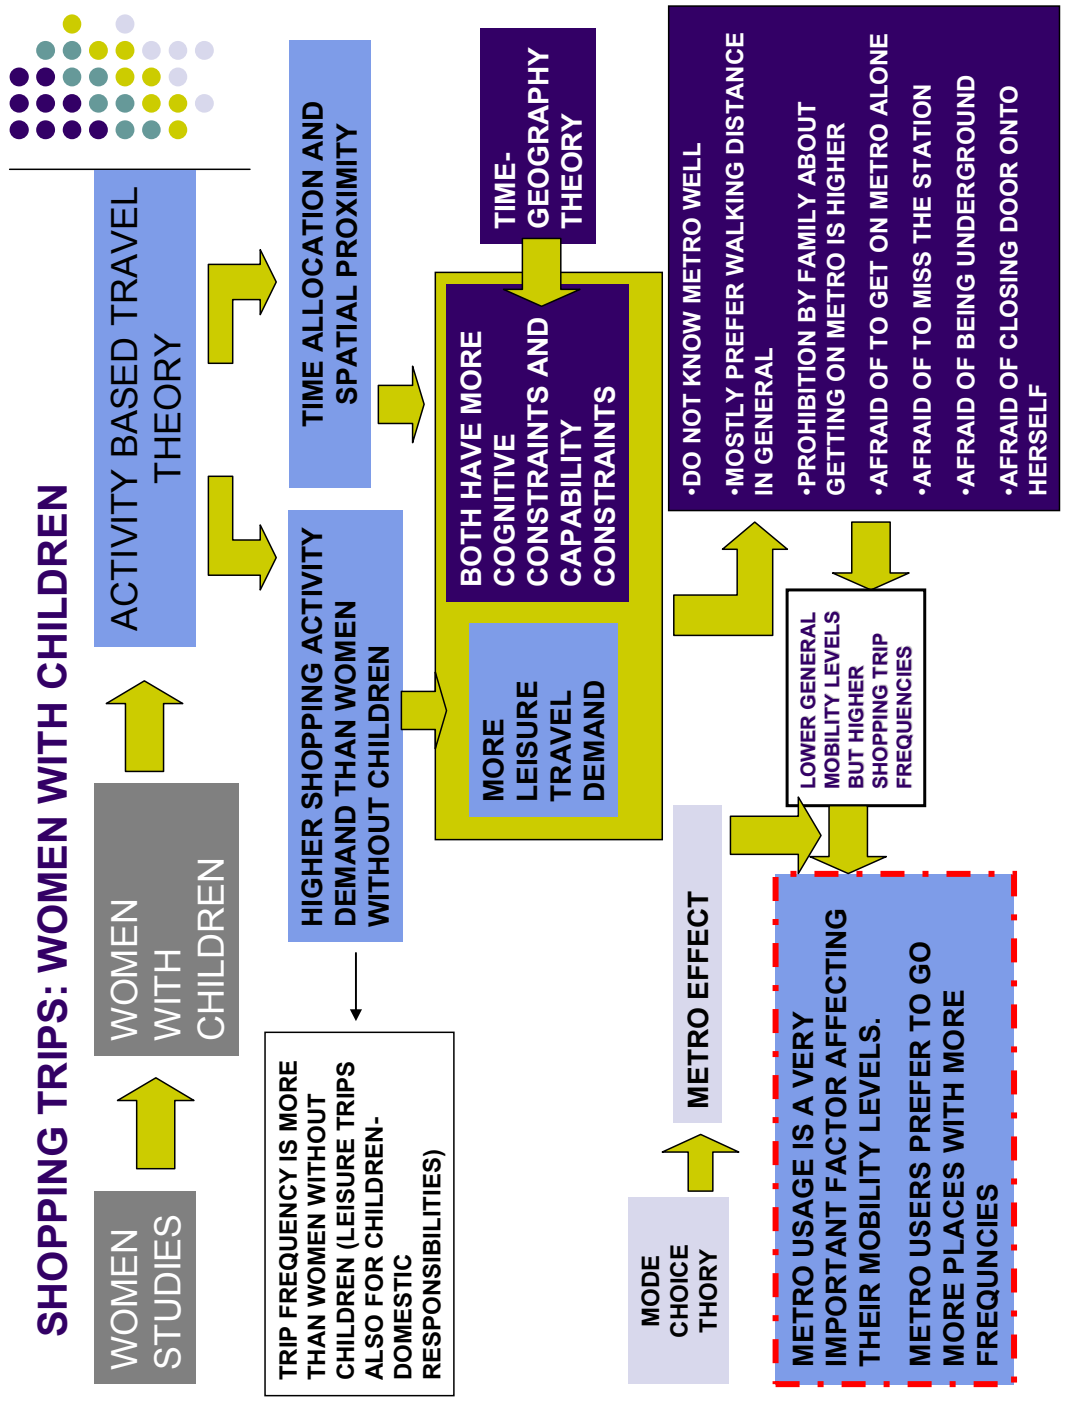 SHOPPING TRIPS: WOMEN WITH CHILDREN
WOMEN
STUDIES
WOMEN
WITH
CHILDREN
ACTIVITY BASED TRAVEL
THEORY
TRIP FREQUENCY IS MORE
THAN WOMEN WITHOUT
CHILDREN (LEISURE TRIPS
ALSO FOR CHILDREN-
DOMESTIC
RESPONSIBILITIES)
HIGHER SHOPPING ACTIVITY
DEMAND THAN WOMEN
WITHOUT CHILDREN
TIME ALLOCATION AND
SPATIAL PROXIMITY
MORE
LEISURE
TRAVEL
DEMAND
BOTH HAVE MORE
COGNITIVE
CONSTRAINTS AND
CAPABILITY
CONSTRAINTS
TIME-
GEOGRAPHY
THEORY
MODE
CHOICE
THORY
METRO EFFECT
LOWER GENERAL
MOBILITY LEVELS
BUT HIGHER
SHOPPING TRIP
FREQUENCIES
•DO NOT KNOW METRO WELL
•MOSTLY PREFER WALKING DISTANCE
IN GENERAL
•PROHIBITION BY FAMILY ABOUT
GETTING ON METRO IS HIGHER
•AFRAID OF TO GET ON METRO ALONE
•AFRAID OF TO MISS THE STATION
•AFRAID OF BEING UNDERGROUND
•AFRAID OF CLOSING DOOR ONTO
HERSELF
METRO USAGE IS A VERY
IMPORTANT FACTOR AFFECTING
THEIR MOBILITY LEVELS.
METRO USERS PREFER TO GO
MORE PLACES WITH MORE
FREQUNCIES